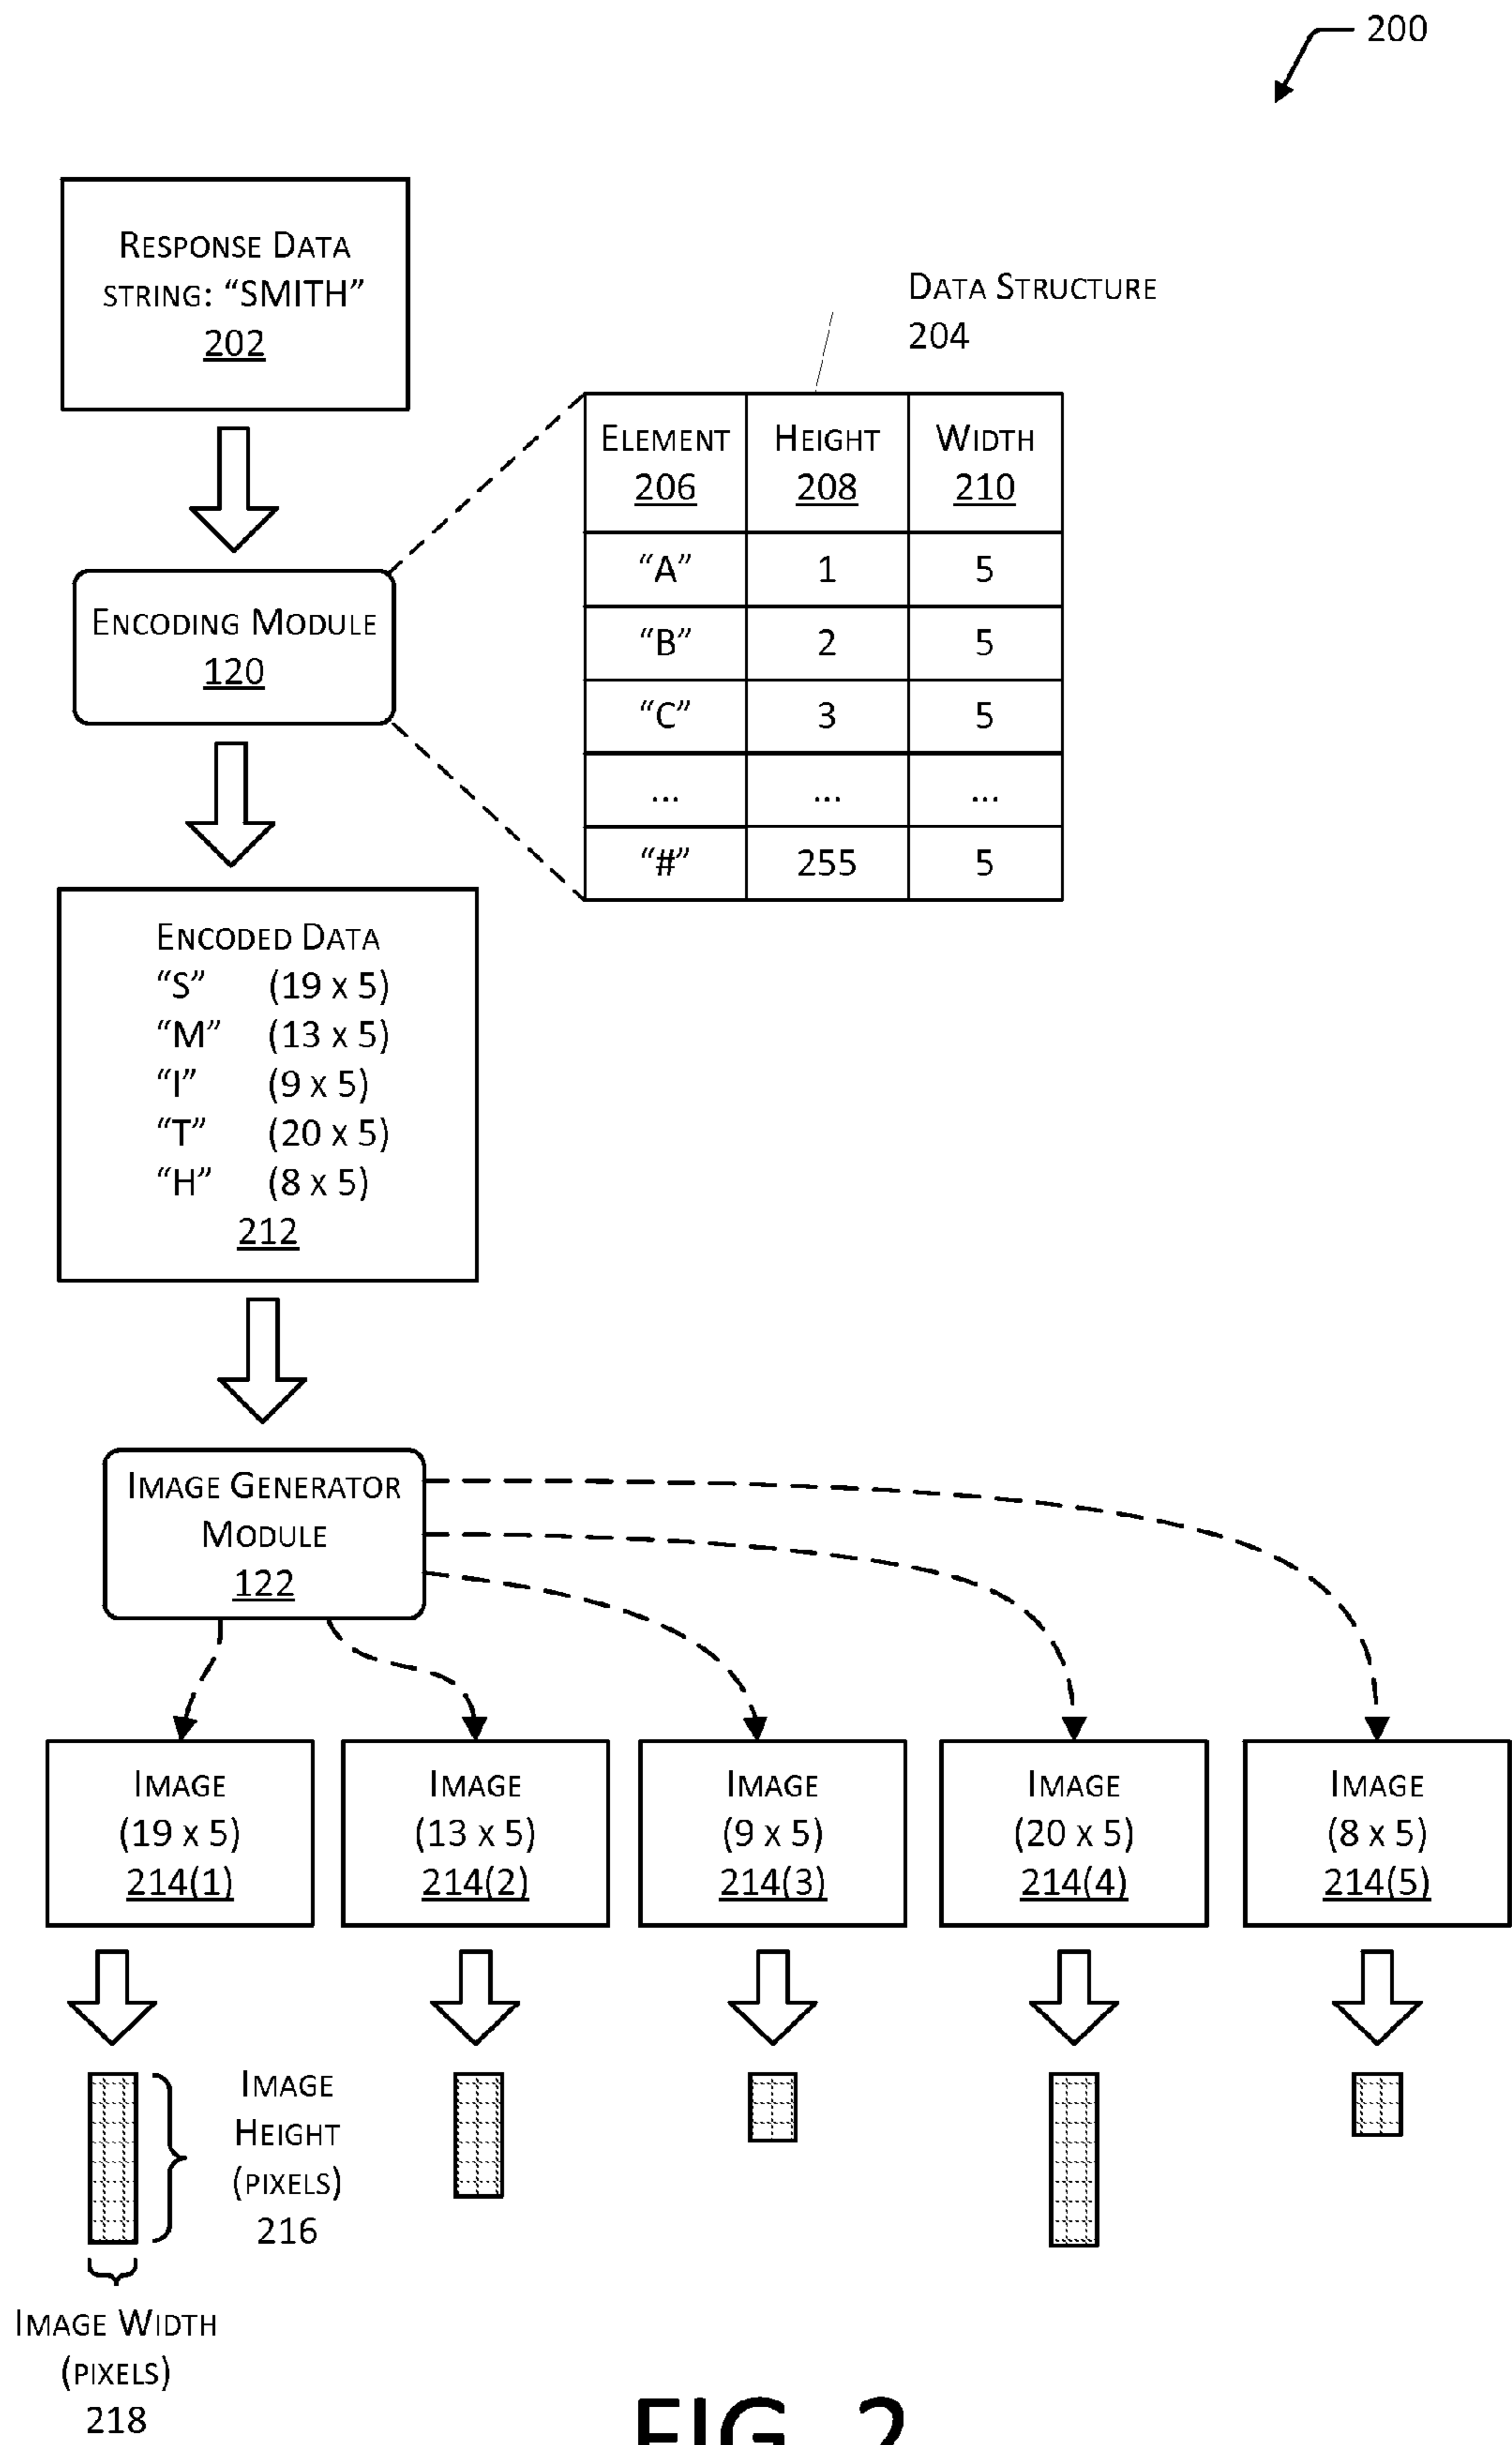 200
RESPONSE DATA
STRING: “SMITH”
202
DATA STRUCTURE
204
ELEMENT HEIGHT WIDTH
206 208 210
“A” 1 5
“B” 2 5
“C” 3 5
... ... ...
“#” 255 5
ENCODING MODULE
120
ENCODED DATA
“S” (19 x 5)
“M” (13 x 5)
“I” (9 x 5)
“T” (20 x 5)
“H” (8 x 5)
212
IMAGE GENERATOR
MODULE
122
IMAGE
(19 x 5)
214(1)
IMAGE
(13 x 5)
214(2)
IMAGE
(9 x 5)
214(3)
IMAGE
(20 x 5)
214(4)
IMAGE
(8 x 5)
214(5)
IMAGE
HEIGHT
(PIXELS)
216
IMAGE WIDTH
(PIXELS)
218
FIG. 2